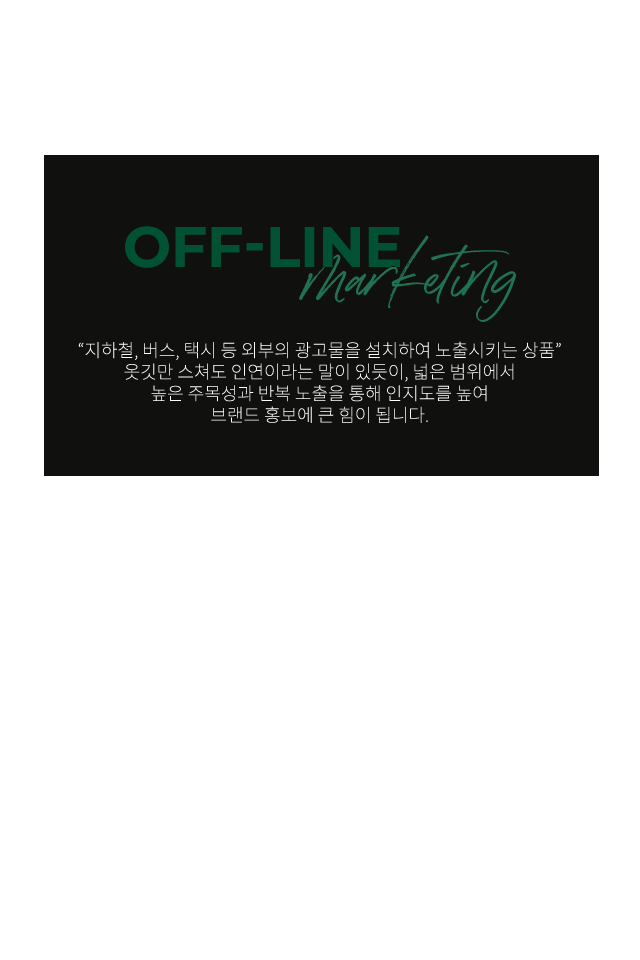 OFF-LINE
marketing
“지하철, 버스, 택시 등 외부의 광고물을 설치하여 노출시키는 상품”
옷깃만 스쳐도 인연이라는 말이 있듯이, 넓은 범위에서
높은 주목성과 반복 노출을 통해 인지도를 높여
브랜드 홍보에 큰 힘이 됩니다.